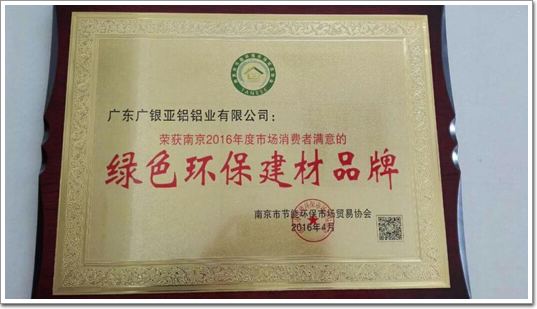 广东广银亚铝铝业有限公司：
荣获南京2016年度市场消费者满意的
绿色环保建材品牌
南京市节能环保市场贸易协会
2016年4月